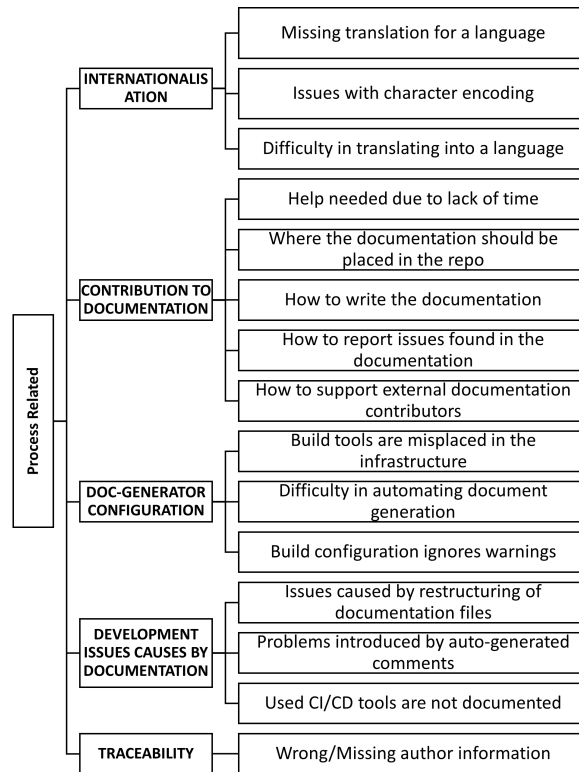 Process Related
INTERNATIONALIS
ATION
Missing translation for a language
Issues with character encoding
Difficulty in translating into a language
CONTRIBUTION TO
DOCUMENTATION
Help needed due to lack of time
Where the documentation should be
placed in the repo
How to write the documentation
How to report issues found in the
documentation
How to support external documentation
contributors
DOC-GENERATOR
CONFIGURATION
Build tools are misplaced in the
infrastructure
Difficulty in automating document
generation
Build configuration ignores warnings
DEVELOPMENT
ISSUES CAUSES BY
DOCUMENTATION
Issues caused by restructuring of
documentation files
Problems introduced by auto-generated
comments
Used CI/CD tools are not documented
TRACEABILITY
Wrong/Missing author information